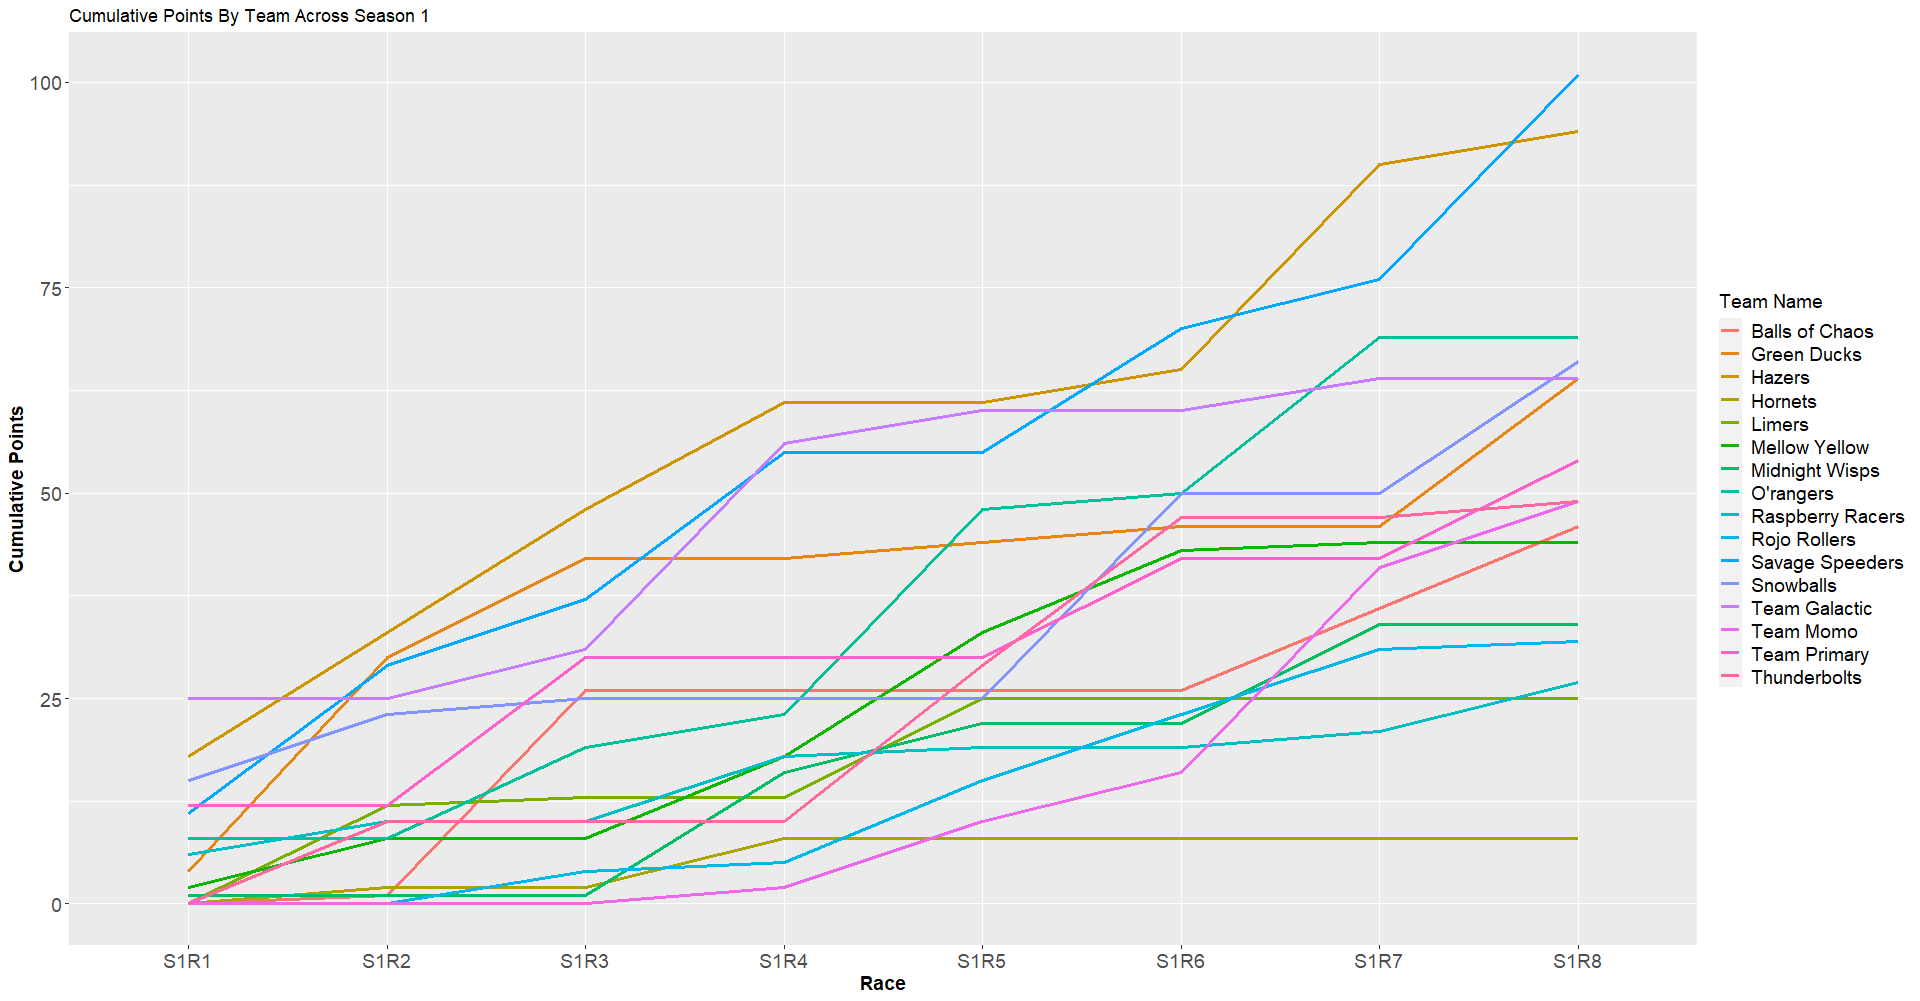 Cumulative Points By Team Across Season 1
Cumulative Points
100
75
50
25
0
S1R1 S1R2 S1R3 S1R4 S1R5 S1R6 S1R7 S1R8
Race
Team Name
Balls of Chaos
Green Ducks
Hazers
Hornets
Limers
Mellow Yellow
Midnight Wisps
O'rangers
Raspberry Racers
Rojo Rollers
Savage Speeders
Snowballs
Team Galactic
Team Momo
Team Primary
Thunderbolts